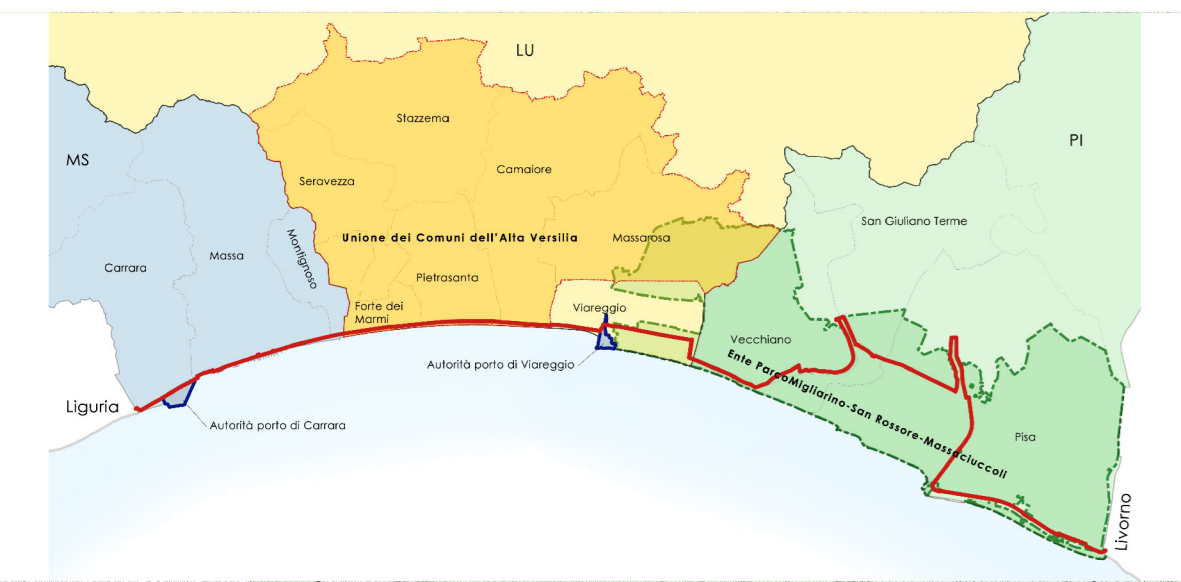 LU
Stazzema
PI
MS
Camaiore
Seravezza
San Giuliano Terme
Unione dei Comuni dell'Alta Versilia
Massarosa
Montignoso
Massa
Carrara
Pietrasanta
Forte dei
Marmi
Viareggio
Vecchiano
Autorità porto di Viareggio
Ente ParcoMigliarino-San Rossore-Massaciuccoli
Liguria
Autorità porto di Carrara
Pisa
Livorno